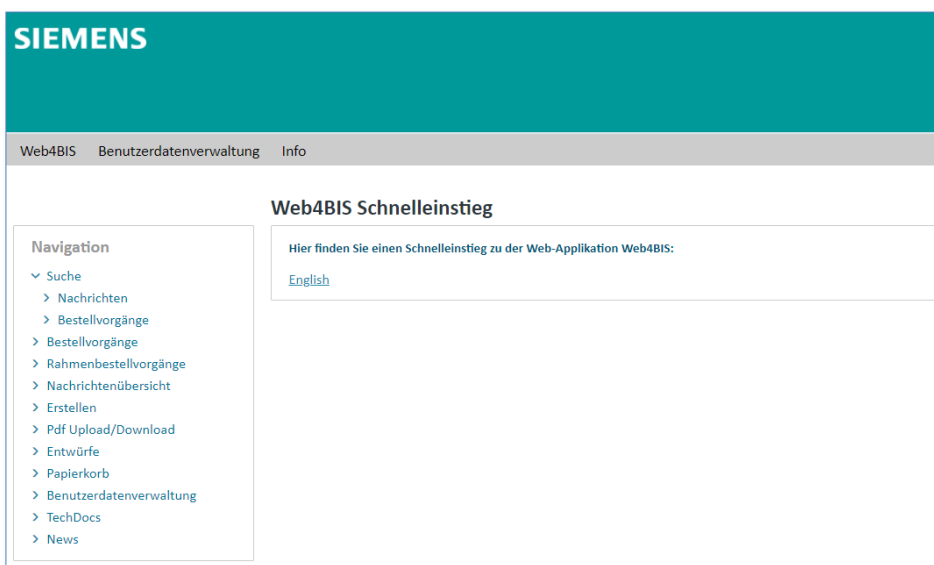 SIEMENS
Web4BIS Benutzerdatenverwaltung Info
Web4BIS Schnelleinstieg
Navigation
Suche
Nachrichten
Bestellvorgänge
Bestellvorgänge
Rahmenbestellvorgänge
Nachrichtenübersicht
Erstellen
Pdf Upload/Download
Entwürfe
Papierkorb
Benutzerdatenverwaltung
TechDocs
News
Hier finden Sie einen Schnelleinstieg zu der Web-Applikation Web4BIS:
English